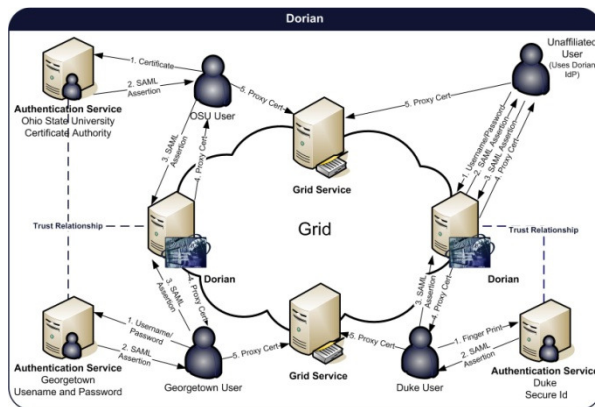 Dorian
1. Certificate
2. SAML
Assertion
Authentication Service
Ohio State University
Certificate Authority
OSU User
5. Proxy Cert
3. SAML
Assertion
4. Proxy Cert
Grid Service
Unaffiliated
User
(Uses Dorian
IdP)
5. Proxy Cert
1. Username/Password
2. SAML Assertion
3. SAML
Assertion
4. Proxy Cert
Trust Relationship
Dorian
Grid
Dorian
Trust Relationship
3. SAML
Assertion
4. Proxy Cert
1. Username/
Password
2. SAML
Assertion
Authentication Service
Georgetown
Usename and Password
Georgetown User
5. Proxy Cert
Grid Service
5. Proxy Cert
3. SAML
Assertion
4. Proxy Cert
Duke User
1. Finger Print
2. SAML
Assertion
Authentication Service
Duke
Secure Id